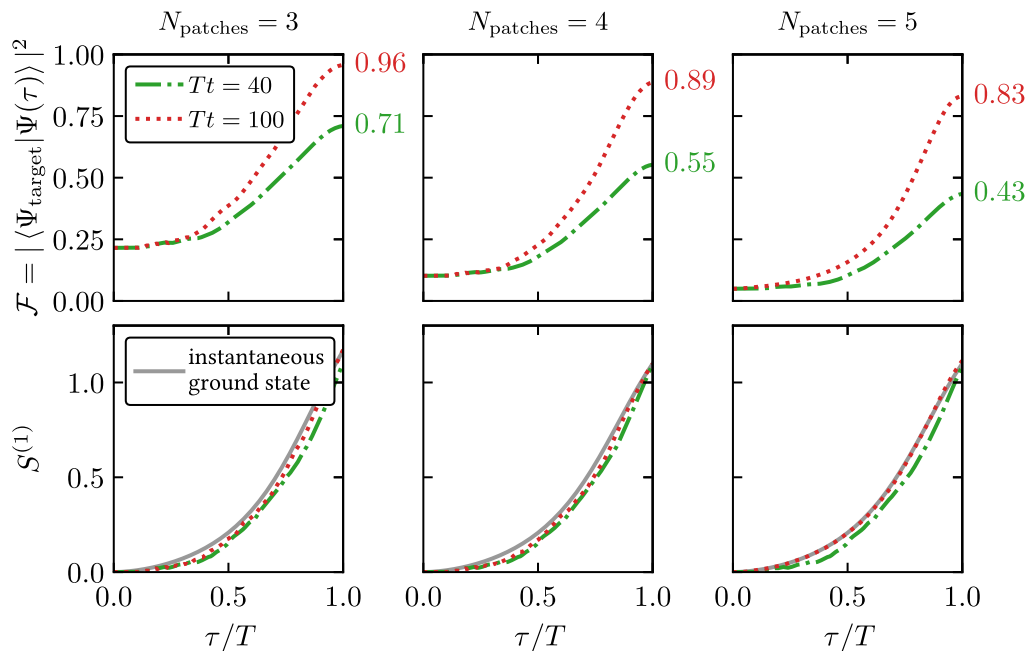 N_patches = 3
N_patches = 4
N_patches = 5
F = |⟨Ψ_target|Ψ(τ)⟩|^2
1.00
0.75
0.50
0.25
0.00
Tt = 40
Tt = 100
0.96
0.71
0.89
0.55
0.83
0.43
S^(1)
1.0
0.5
0.0
instantaneous
ground state
0.0 0.5 1.0
0.0 0.5 1.0
0.0 0.5 1.0
τ/T
τ/T
τ/T